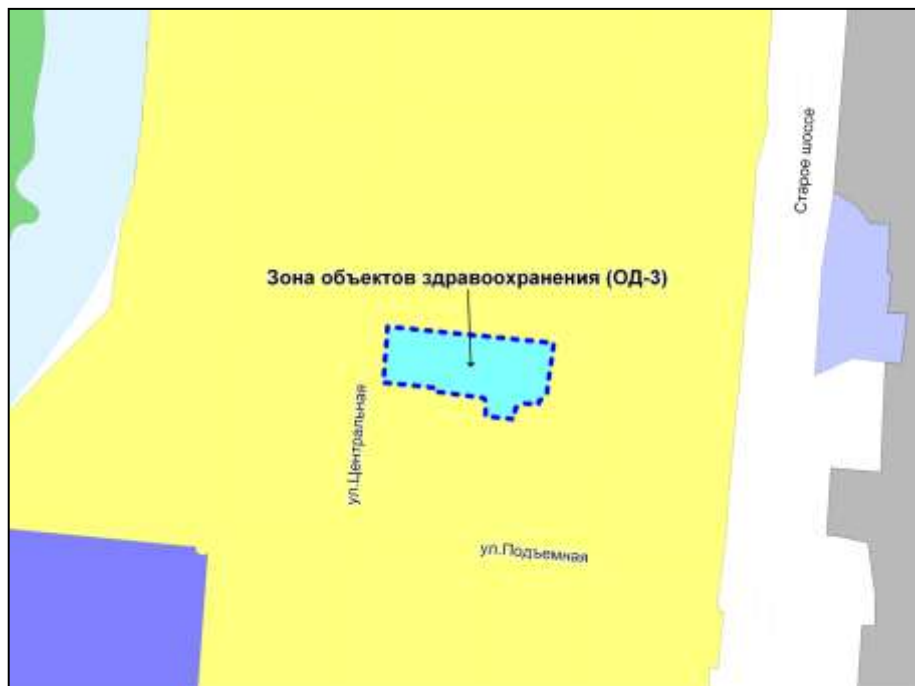 Старое шоссе
Зона объектов здравоохранения (ОД-3)
ул.Центральная
ул.Подъемная